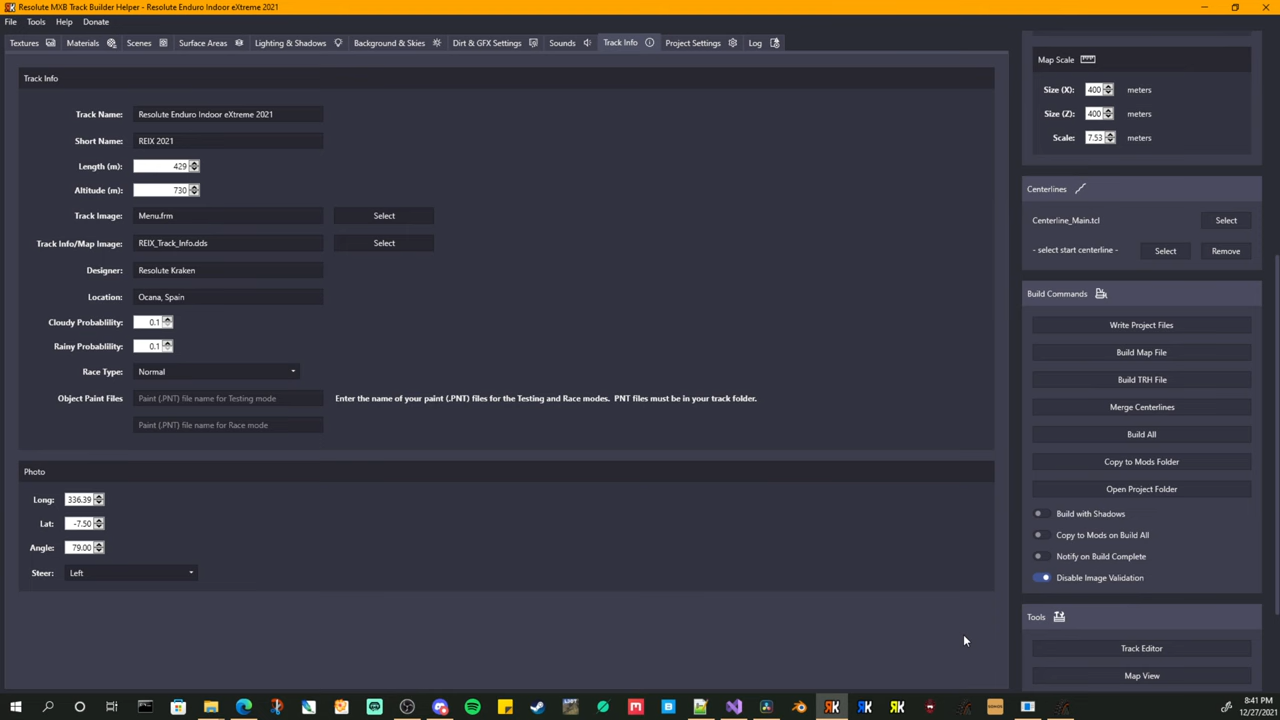 Resolute MXB Track Builder Helper - Resolute Enduro Indoor eXtreme 2021
File Tools Help Donate
Textures Materials Scenes Surface Areas Lighting & Shadows Background & Skies Dirt & GFX Settings Sounds Track Info Project Settings Log
Track Info
Track Name: Resolute Enduro Indoor eXtreme 2021
Short Name: REIX 2021
Length (m): 429
Altitude (m): 730
Track Image: Menu.frm Select
Track Info/Map Image: REIX_Track_Info.dds Select
Designer: Resolute Kraken
Location: Ocana, Spain
Cloudy Probablility: 0.1
Rainy Probablility: 0.1
Race Type: Normal
Object Paint Files Paint (.PNT) file name for Testing mode Enter the name of your paint (.PNT) files for the Testing and Race modes. PNT files must be in your track folder.
Paint (.PNT) file name for Race mode
Photo
Long: 336.39
Lat: -7.50
Angle: 79.00
Steer: Left
Map Scale
Size (X): 400 meters
Size (Z): 400 meters
Scale: 7.53 meters
Centerlines
Centerline_Main.tcl Select
- select start centerline - Select Remove
Build Commands
Write Project Files
Build Map File
Build TRH File
Merge Centerlines
Build All
Copy to Mods Folder
Open Project Folder
Build with Shadows
Copy to Mods on Build All
Notify on Build Complete
Disable Image Validation
Tools
Track Editor
Map View
8:41 PM
12/27/2021